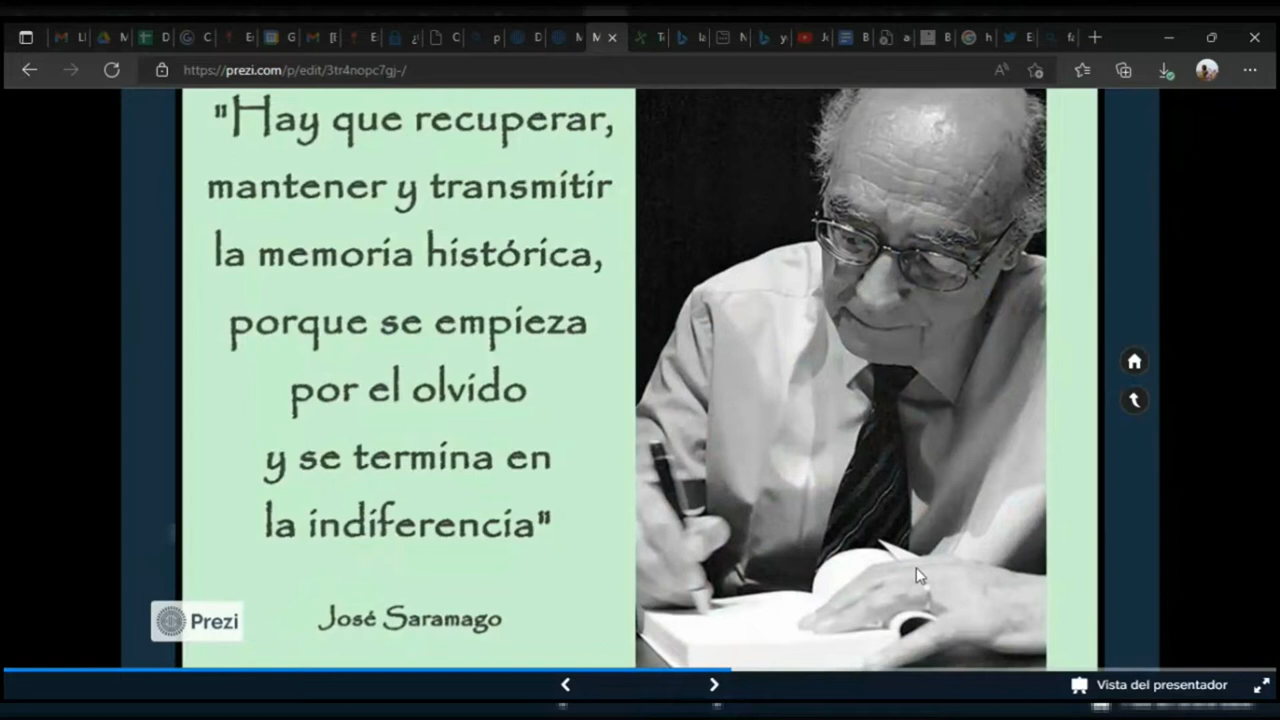 https://prezi.com/p/edit/3tr4nopc7gj-/
"Hay que recuperar,
mantener y transmitir
la memoria histórica,
porque se empieza
por el olvido
y se termina en
la indiferencia"
José Saramago
Prezi
Vista del presentador